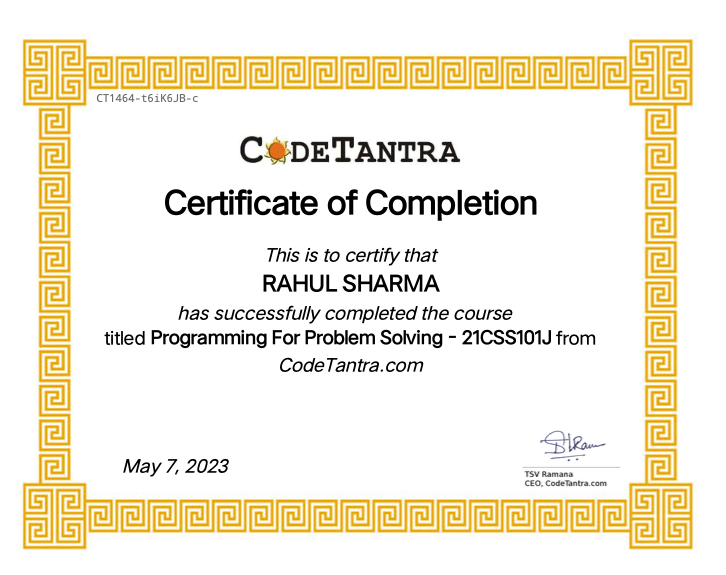 CT1464-t6iK6JB-c
CODETANTRA
Certificate of Completion
This is to certify that
RAHUL SHARMA
has successfully completed the course
titled Programming For Problem Solving - 21CSS101J from
CodeTantra.com
May 7, 2023
TSV Ramana
CEO, CodeTantra.com